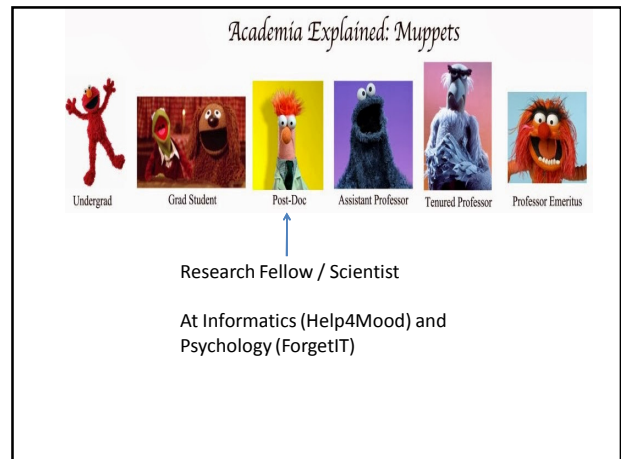 Academia Explained: Muppets
Undergrad
Grad Student
Post-Doc
Assistant Professor
Tenured Professor
Professor Emeritus
Research Fellow / Scientist
At Informatics (Help4Mood) and
Psychology (ForgetIT)